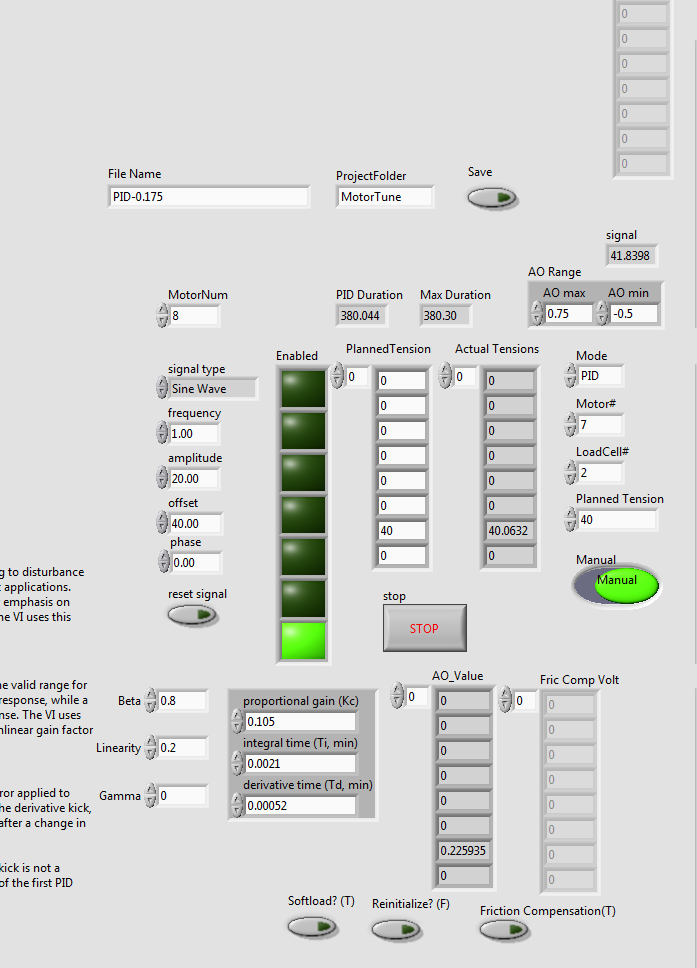 0
0
0
0
0
0
0
File Name
ProjectFolder
Save
PID-0.175
MotorTune
signal
41.8398
AO Range
AO max
AO min
0.75
-0.5
MotorNum
8
PID Duration
Max Duration
380.044
380.30
signal type
Sine Wave
frequency
1.00
amplitude
20.00
offset
40.00
phase
0.00
reset signal
Enabled
PlannedTension
0
0
0
0
0
0
0
40
0
Actual Tensions
0
0
0
0
0
0
0
40.0632
0
Mode
PID
Motor#
7
LoadCell#
2
Planned Tension
40
Manual
Manual
stop
STOP
g to disturbance
applications.
emphasis on
he VI uses this
he valid range for
response, while a
nse. The VI uses
nlinear gain factor
ror applied to
he derivative kick,
after a change in
kick is not a
of the first PID
Beta
0.8
Linearity
0.2
Gamma
0
proportional gain (Kc)
0.105
integral time (Ti, min)
0.0021
derivative time (Td, min)
0.00052
AO_Value
0
0
0
0
0
0
0
0.225935
0
Fric Comp Volt
0
0
0
0
0
0
0
0
0
Softload? (T)
Reinitialize? (F)
Friction Compensation(T)